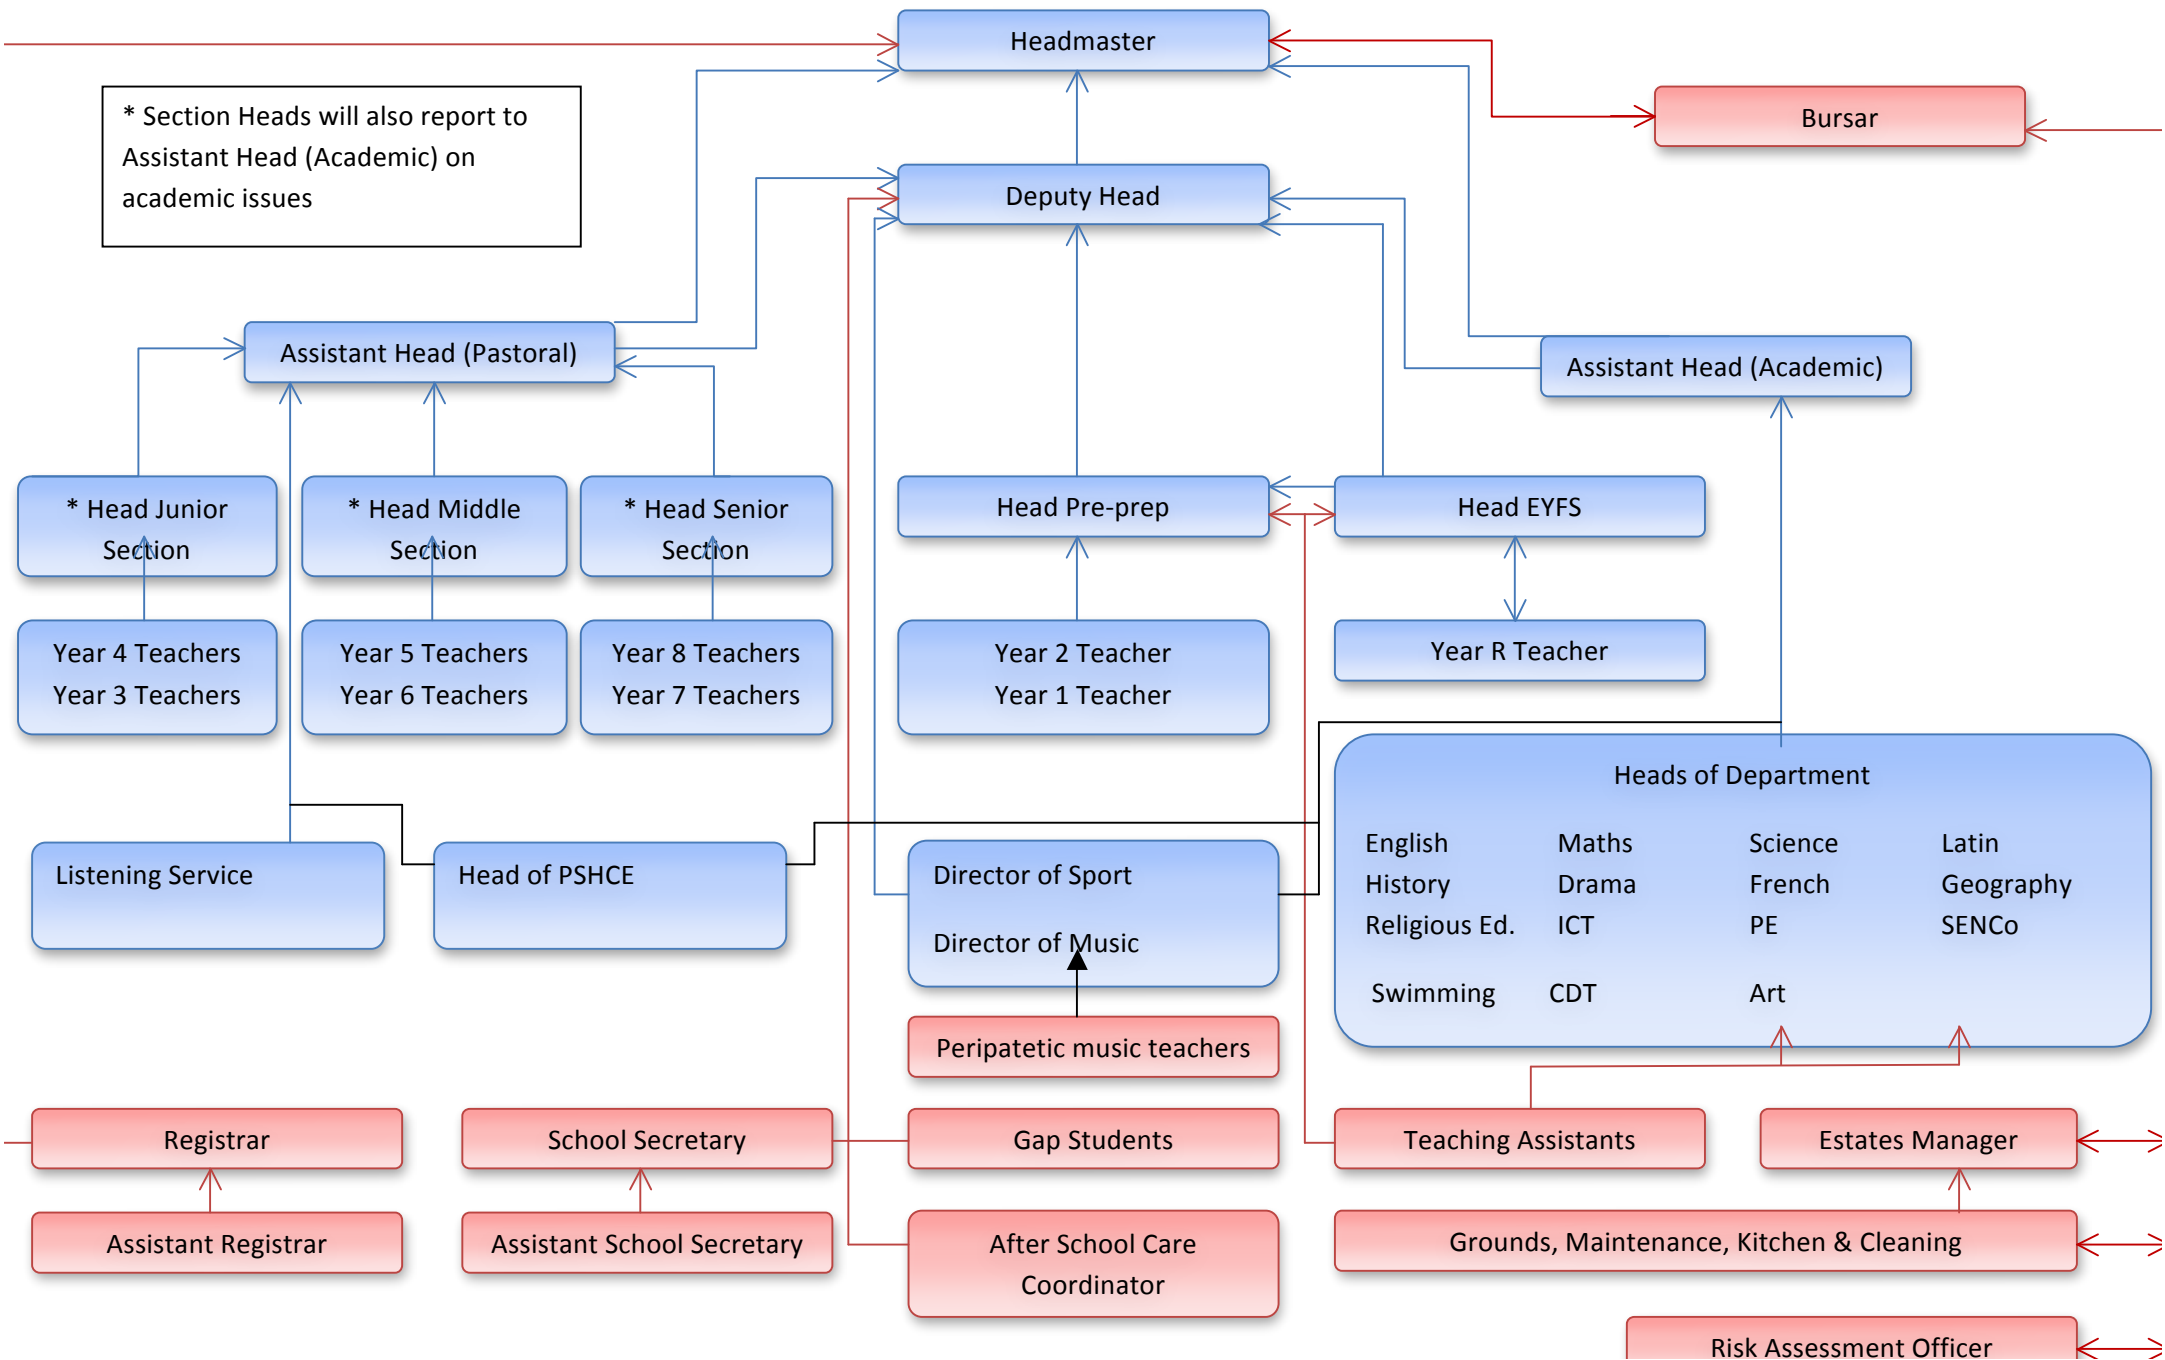 Headmaster
* Section Heads will also report to
Assistant Head (Academic) on
academic issues
Bursar
Deputy Head
Assistant Head (Pastoral)
Assistant Head (Academic)
* Head Junior
Section
* Head Middle
Section
* Head Senior
Section
Head Pre-prep
Head EYFS
Year 4 Teachers
Year 3 Teachers
Year 5 Teachers
Year 6 Teachers
Year 8 Teachers
Year 7 Teachers
Year 2 Teacher
Year 1 Teacher
Year R Teacher
Heads of Department
English Maths Science Latin
History Drama French Geography
Religious Ed. ICT PE SENCo
Swimming CDT Art
Listening Service
Head of PSHCE
Director of Sport
Director of Music
Peripatetic music teachers
Registrar
School Secretary
Gap Students
Teaching Assistants
Estates Manager
Assistant Registrar
Assistant School Secretary
After School Care
Coordinator
Grounds, Maintenance, Kitchen & Cleaning
Risk Assessment Officer